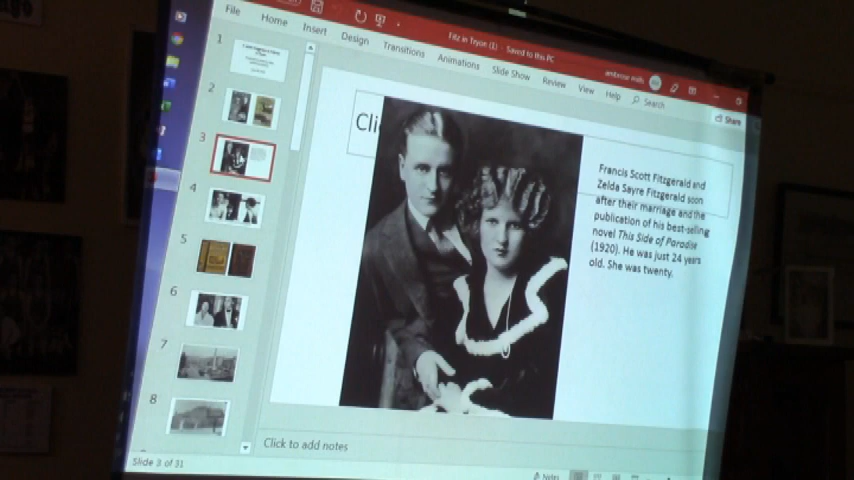 Fitz in Tryon (1) - Saved to this PC
File Home Insert Design Transitions Animations Slide Show Review View Help Search
Share
1
2
3
4
5
6
7
8
Cli
Francis Scott Fitzgerald and
Zelda Sayre Fitzgerald soon
after their marriage and the
publication of his best-selling
novel This Side of Paradise
(1920). He was just 24 years
old. She was twenty.
Click to add notes
Slide 3 of 31
Notes